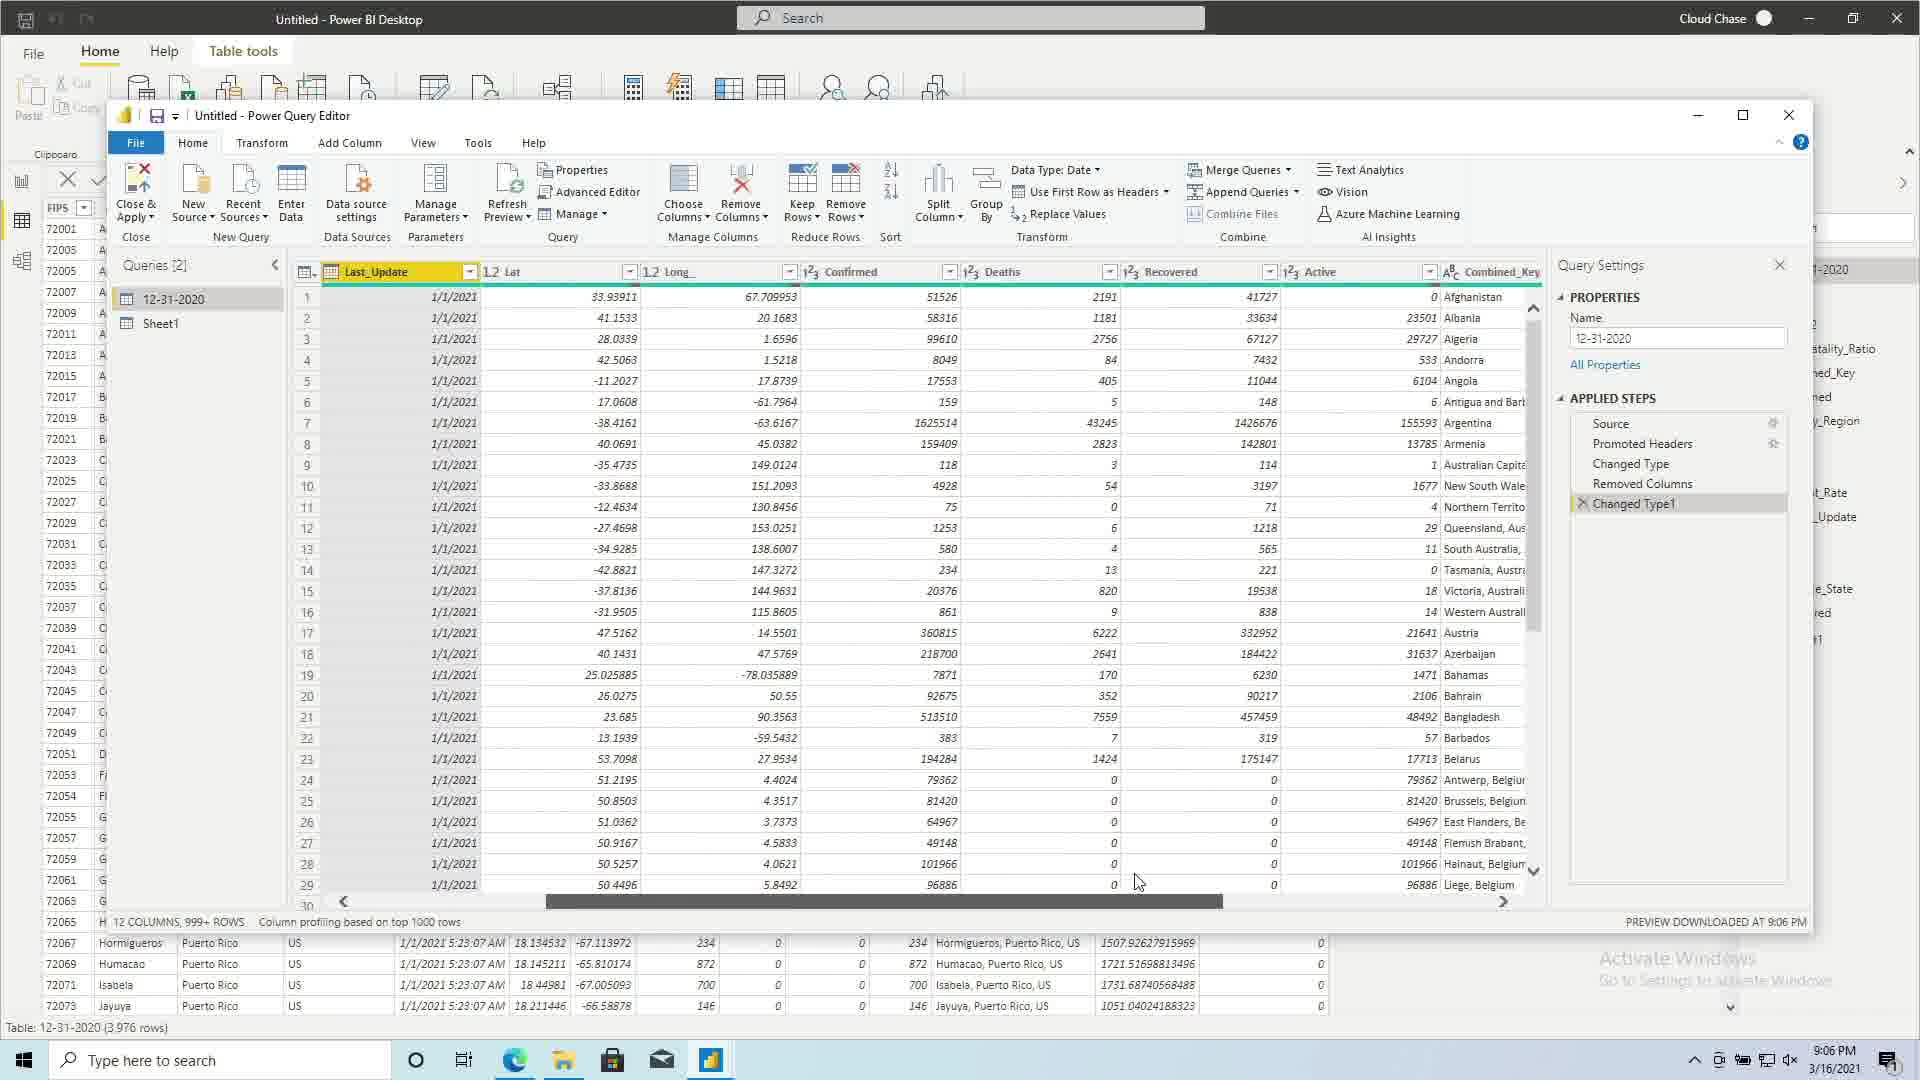 Untitled - Power BI Desktop
Search
Cloud Chase
File
Home
Help
Table tools
Paste
Cut
Copy
Untitled - Power Query Editor
File
Home
Transform
Add Column
View
Tools
Help
Close & Apply
New Source
Recent Sources
Enter Data
Data source settings
Manage Parameters
Refresh Preview
Properties
Advanced Editor
Manage
Choose Columns
Remove Columns
Keep Rows
Remove Rows
Split Column
Group By
Data Type: Date
Use First Row as Headers
Replace Values
Merge Queries
Append Queries
Combine Files
Text Analytics
Vision
Azure Machine Learning
Close
New Query
Data Sources
Parameters
Query
Manage Columns
Reduce Rows
Sort
Transform
Combine
AI Insights
Queries [2]
12-31-2020
Sheet1
Last_Update 1.2 Lat 1.2 Long_ 123 Confirmed 123 Deaths 123 Recovered 123 Active ABC Combined_Key
1 1/1/2021 33.93911 67.709953 51526 2191 41727 0 Afghanistan
2 1/1/2021 41.1533 20.1683 58316 1181 33634 23501 Albania
3 1/1/2021 28.0339 1.6596 99610 2756 67127 29727 Algeria
4 1/1/2021 42.5063 1.5218 8049 84 7432 533 Andorra
5 1/1/2021 -11.2027 17.8739 17553 405 11044 6104 Angola
6 1/1/2021 17.0608 -61.7964 159 5 148 6 Antigua and Barb
7 1/1/2021 -38.4161 -63.6167 1625514 43245 1426676 155593 Argentina
8 1/1/2021 40.0691 45.0382 159409 2823 142801 13785 Armenia
9 1/1/2021 -35.4735 149.0124 118 3 114 1 Australian Capita
10 1/1/2021 -33.8688 151.2093 4928 54 3197 1677 New South Wale
11 1/1/2021 -12.4634 130.8456 75 0 71 4 Northern Territo
12 1/1/2021 -27.4698 153.0251 1253 6 1218 29 Queensland, Aus
13 1/1/2021 -34.9285 138.6007 580 4 565 11 South Australia,
14 1/1/2021 -42.8821 147.3272 234 13 221 0 Tasmania, Austra
15 1/1/2021 -37.8136 144.9631 20376 820 19538 18 Victoria, Australi
16 1/1/2021 -31.9505 115.8605 861 9 838 14 Western Austral
17 1/1/2021 47.5162 14.5501 360815 6222 332952 21641 Austria
18 1/1/2021 40.1431 47.5769 218700 2641 184422 31637 Azerbaijan
19 1/1/2021 25.025885 -78.035889 7871 170 6230 1471 Bahamas
20 1/1/2021 26.0275 50.55 92675 352 90217 2106 Bahrain
21 1/1/2021 23.685 90.3563 513510 7559 457459 48492 Bangladesh
22 1/1/2021 13.1939 -59.5432 383 7 319 57 Barbados
23 1/1/2021 53.7098 27.9534 194284 1424 175147 17713 Belarus
24 1/1/2021 51.2195 4.4024 79362 0 0 79362 Antwerp, Belgiur
25 1/1/2021 50.8503 4.3517 81420 0 0 81420 Brussels, Belgiun
26 1/1/2021 51.0362 3.7373 64967 0 0 64967 East Flanders, Be
27 1/1/2021 50.9167 4.5833 49148 0 0 49148 Flemish Brabant,
28 1/1/2021 50.5257 4.0621 101966 0 0 101966 Hainaut, Belgium
29 1/1/2021 50.4496 5.8492 96886 0 0 96886 Liege, Belgium
30
Query Settings
PROPERTIES
Name
12-31-2020
All Properties
APPLIED STEPS
Source
Promoted Headers
Changed Type
Removed Columns
Changed Type1
12 COLUMNS, 999+ ROWS
Column profiling based on top 1000 rows
PREVIEW DOWNLOADED AT 9:06 PM
FIPS
72001
72003
72005
72007
72009
72011
72013
72015
72017
72019
72021
72023
72025
72027
72029
72031
72033
72035
72037
72039
72041
72043
72045
72047
72049
72051
72053
72054
72055
72057
72059
72061
72063
72065
72067 Hormigueros Puerto Rico US 1/1/2021 5:23:07 AM 18.134532 -67.113972 234 0 0 234 Hormigueros, Puerto Rico, US 1507.92627915969 0
72069 Humacao Puerto Rico US 1/1/2021 5:23:07 AM 18.145211 -65.810174 872 0 0 872 Humacao, Puerto Rico, US 1721.51698813496 0
72071 Isabela Puerto Rico US 1/1/2021 5:23:07 AM 18.44981 -67.005093 700 0 0 700 Isabela, Puerto Rico, US 1731.68740568488 0
72073 Jayuya Puerto Rico US 1/1/2021 5:23:07 AM 18.211446 -66.58878 146 0 0 146 Jayuya, Puerto Rico, US 1051.04024188323 0
-2020
atality_Ratio
ned_Key
ned
y_Region
t_Rate
_Update
e_State
red
Activate Windows
Go to Settings to activate Windows.
Table: 12-31-2020 (3,976 rows)
Type here to search
9:06 PM
3/16/2021
1